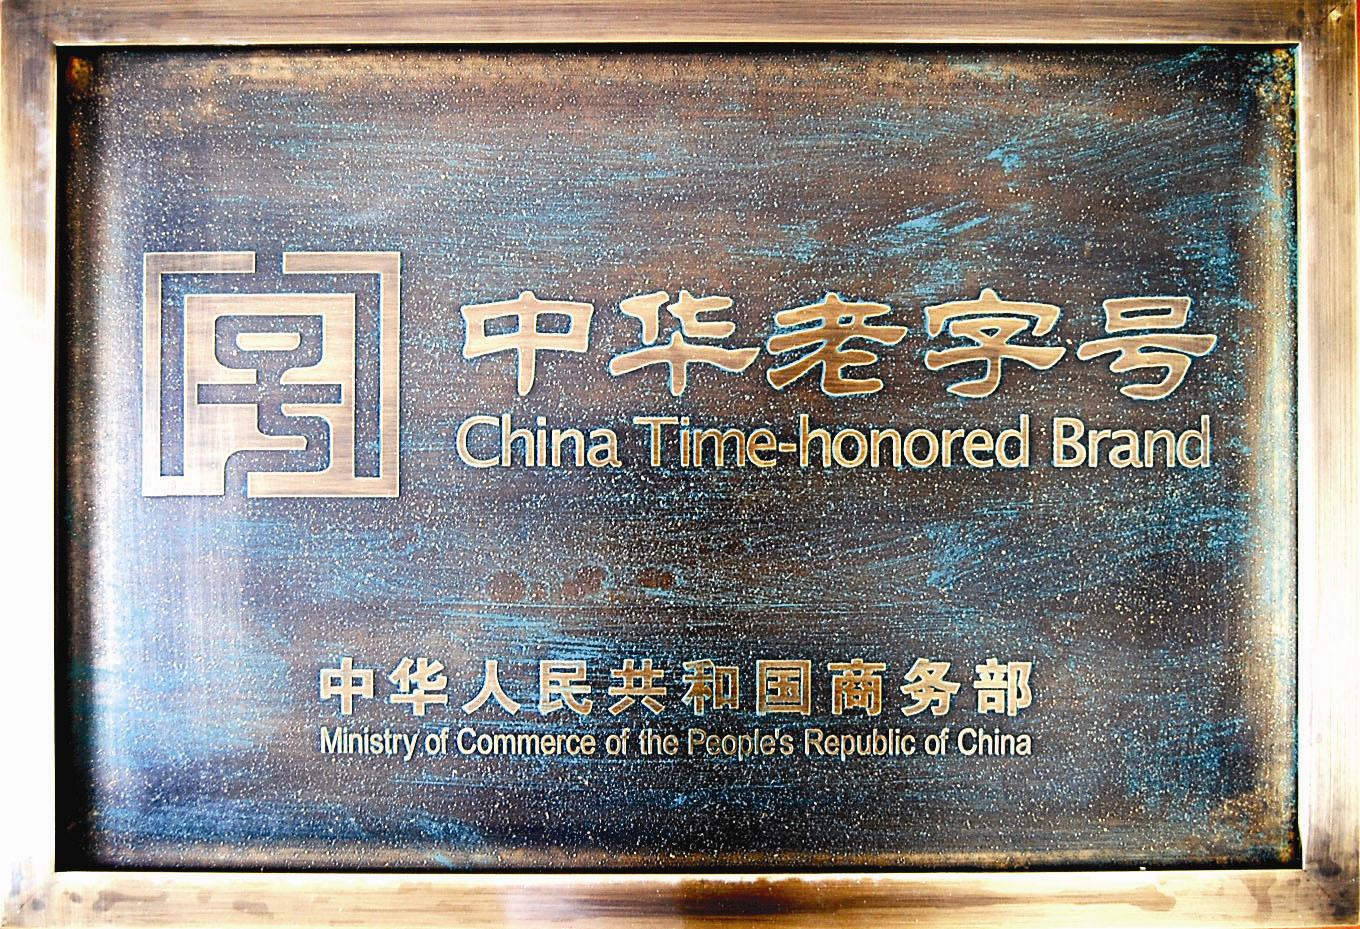 中华老字号
China Time-honored Brand
中华人民共和国商务部
Ministry of Commerce of the People's Republic of China